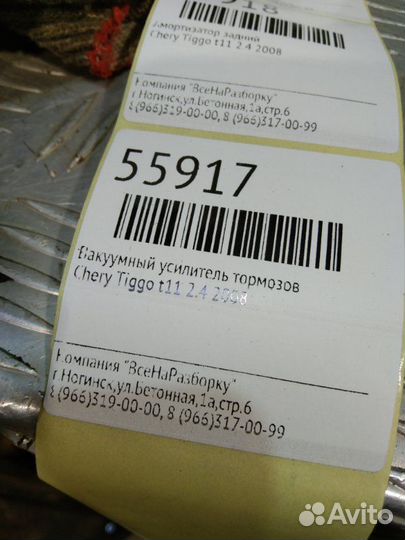 918
Амортизатор задний
Chery Tiggo t11 2.4 2008
Компания "ВсеНаРазборку"
г.Ногинск,ул.Бетонная,1а,стр.6
8(966)319-00-00, 8 (966)317-00-99
55917
Вакуумный усилитель тормозов
Chery Tiggo t11 2.4 2008
Компания "ВсеНаРазборку"
г.Ногинск,ул.Бетонная,1а,стр.6
8(966)319-00-00, 8 (966)317-00-99
Avito